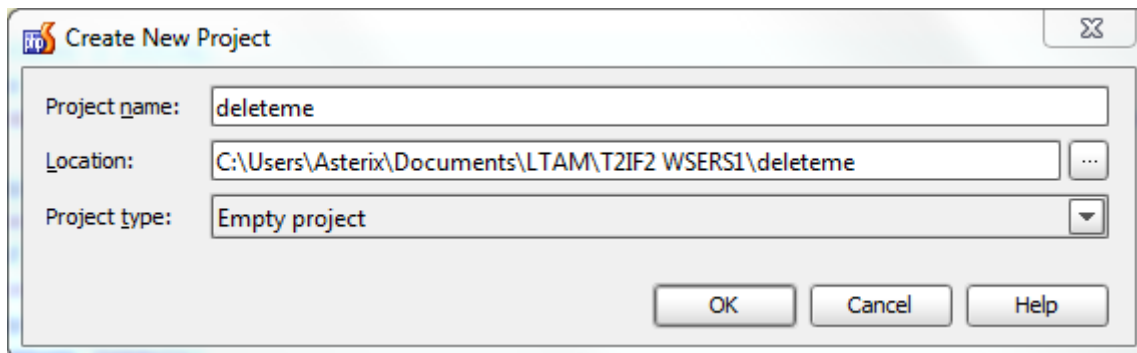 Create New Project
Project name: deleteme
Location: C:\Users\Asterix\Documents\LTAM\T2IF2 WSERS1\deleteme ...
Project type: Empty project
OK Cancel Help